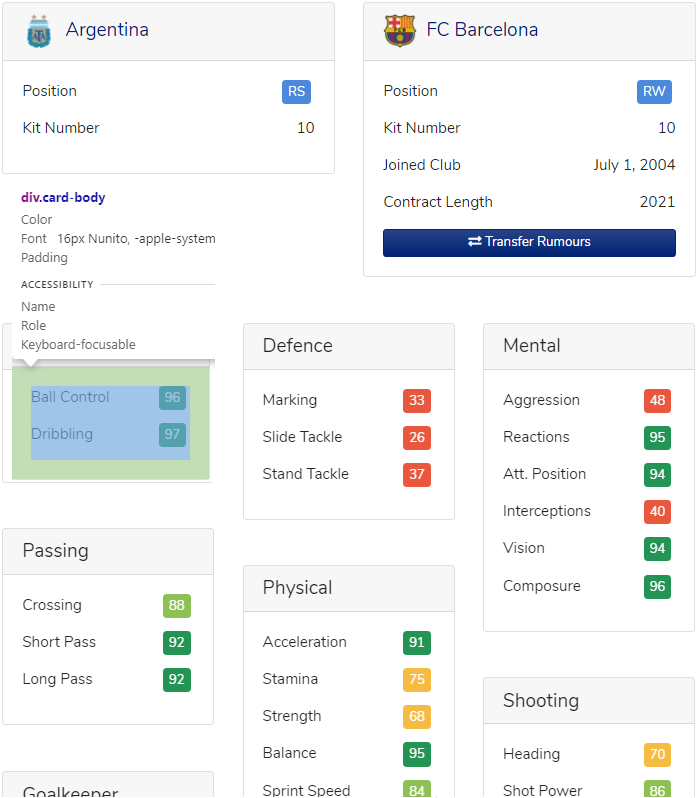 Argentina
Position RS
Kit Number 10
FC Barcelona
Position RW
Kit Number 10
Joined Club July 1, 2004
Contract Length 2021
Transfer Rumours
div.card-body
Color
Font 16px Nunito, -apple-system
Padding
ACCESSIBILITY
Name
Role
Keyboard-focusable
Ball Control 96
Dribbling 97
Defence
Marking 33
Slide Tackle 26
Stand Tackle 37
Mental
Aggression 48
Reactions 95
Att. Position 94
Interceptions 40
Vision 94
Composure 96
Passing
Crossing 88
Short Pass 92
Long Pass 92
Physical
Acceleration 91
Stamina 75
Strength 68
Balance 95
Sprint Speed 84
Shooting
Heading 70
Shot Power 86
Goalkeeper